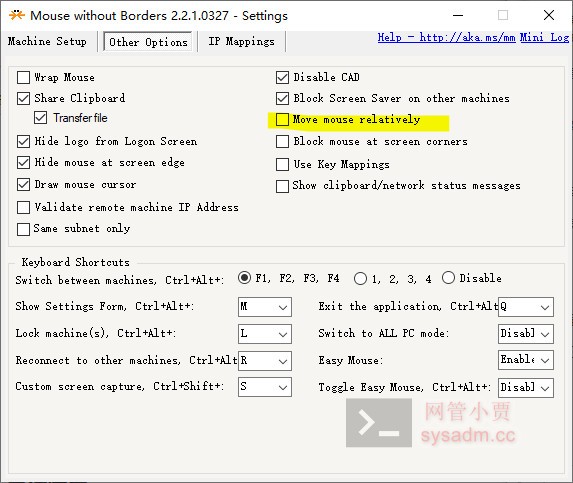 Mouse without Borders 2.2.1.0327 - Settings
Machine Setup Other Options IP Mappings Help - http://aka.ms/mm Mini Log
Wrap Mouse
Share Clipboard
Transfer file
Hide logo from Logon Screen
Hide mouse at screen edge
Draw mouse cursor
Validate remote machine IP Address
Same subnet only
Disable CAD
Block Screen Saver on other machines
Move mouse relatively
Block mouse at screen corners
Use Key Mappings
Show clipboard/network status messages
Keyboard Shortcuts
Switch between machines, Ctrl+Alt+: F1, F2, F3, F4 1, 2, 3, 4 Disable
Show Settings Form, Ctrl+Alt+: M Exit the application, Ctrl+Alt Q
Lock machine(s), Ctrl+Alt+: L Switch to ALL PC mode: Disabl
Reconnect to other machines, Ctrl+Alt R Easy Mouse: Enable
Custom screen capture, Ctrl+Shift+: S Toggle Easy Mouse, Ctrl+Alt+: Disabl
网管小贾
sysadm.cc